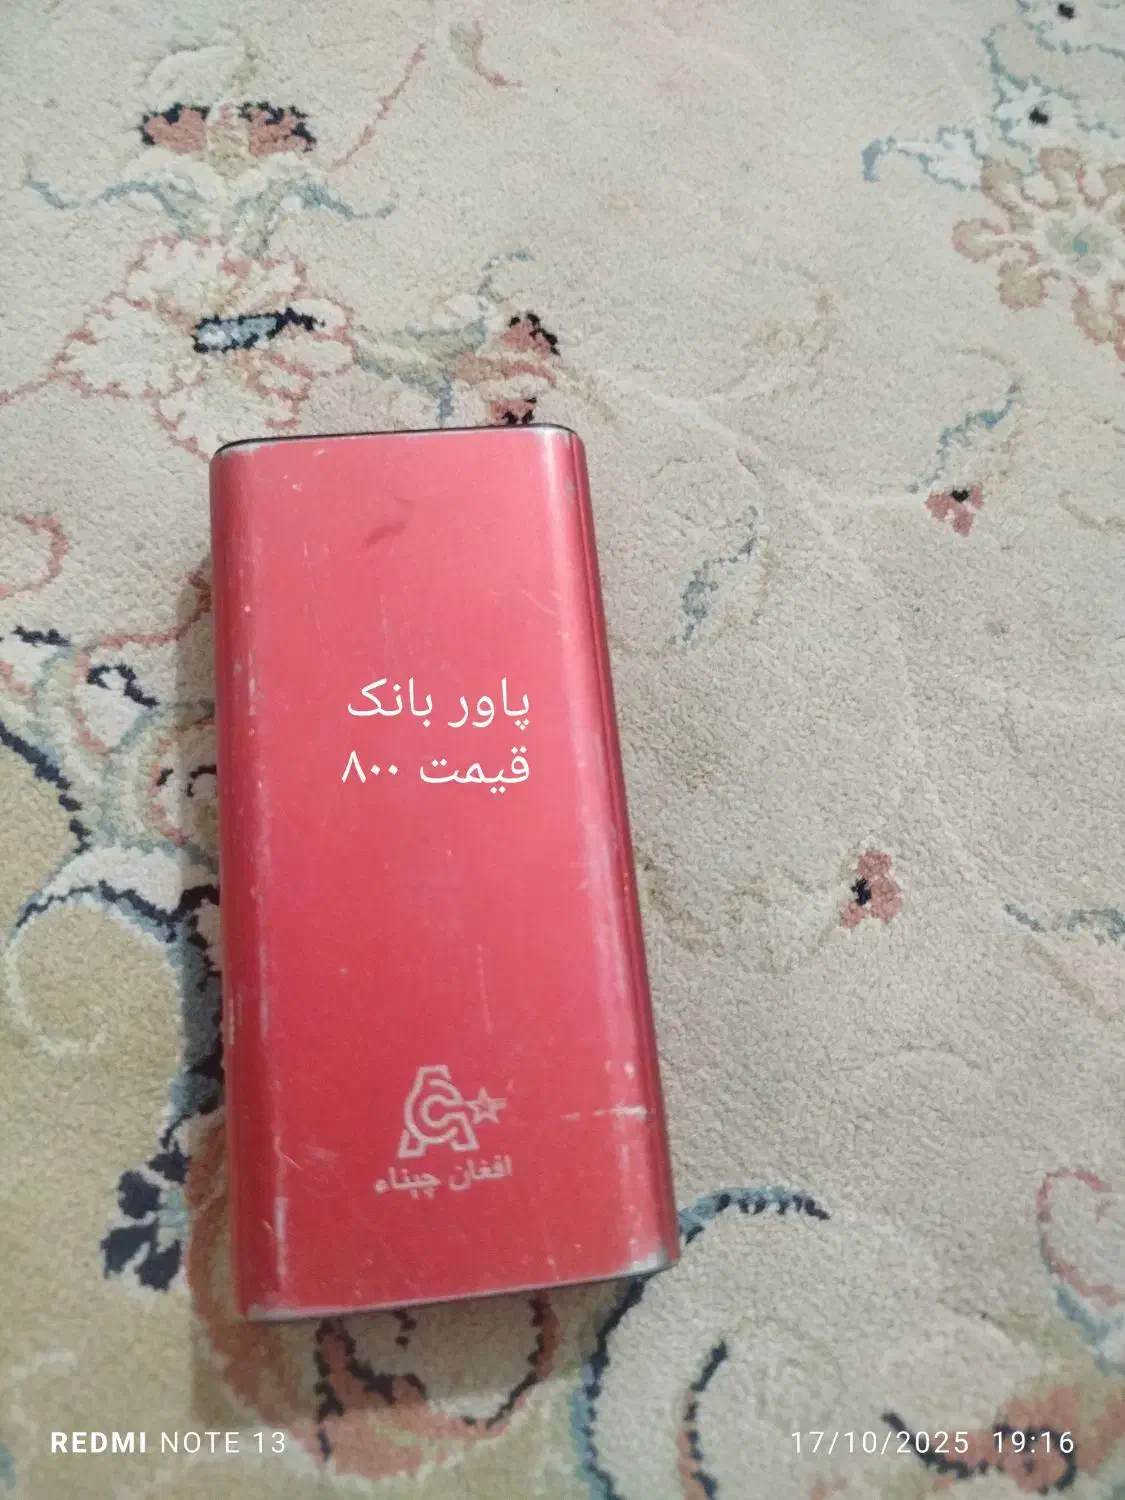 پاور بانک
قیمت ۸۰۰
افغان چیناء
REDMI NOTE 13
17/10/2025 19:16